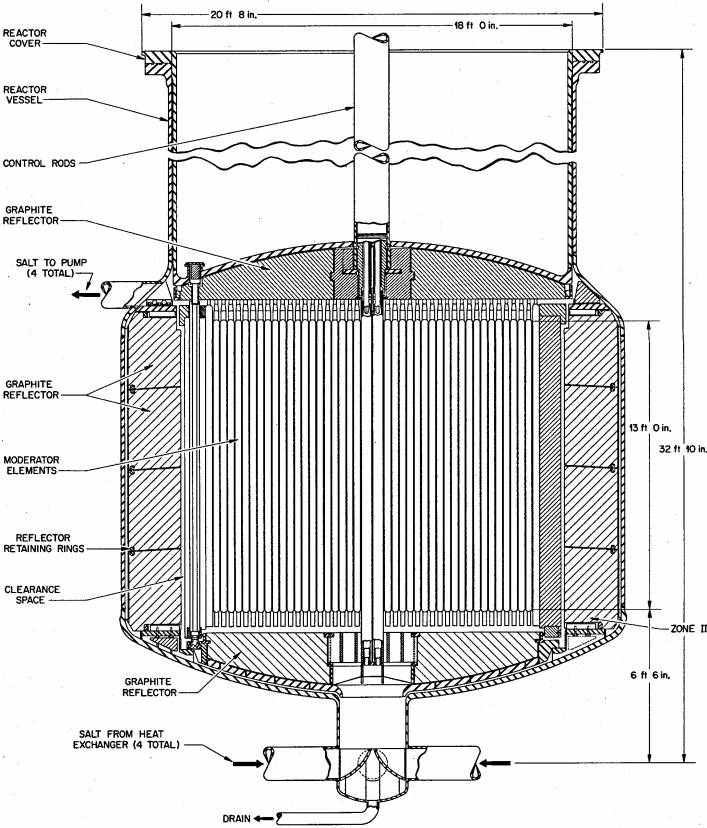 20 ft 8 in.
18 ft 0 in.
REACTOR
COVER
REACTOR
VESSEL
CONTROL RODS
GRAPHITE
REFLECTOR
SALT TO PUMP
(4 TOTAL)
GRAPHITE
REFLECTOR
13 ft 0 in.
32 ft 10 in.
MODERATOR
ELEMENTS
REFLECTOR
RETAINING RINGS
CLEARANCE
SPACE
ZONE II
6 ft 6 in.
GRAPHITE
REFLECTOR
SALT FROM HEAT
EXCHANGER (4 TOTAL)
DRAIN